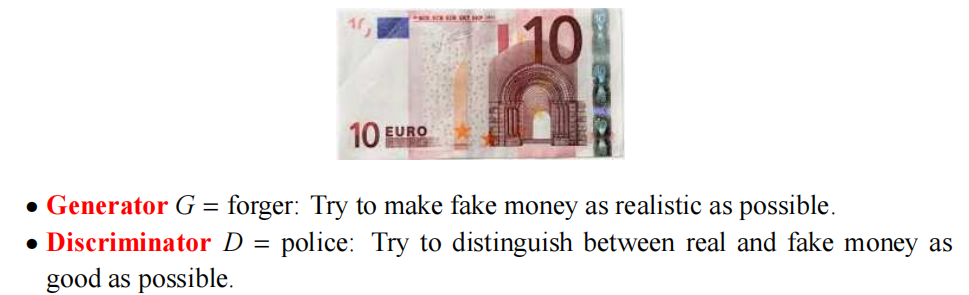 10
10 EURO
• Generator G = forger: Try to make fake money as realistic as possible.
• Discriminator D = police: Try to distinguish between real and fake money as
good as possible.